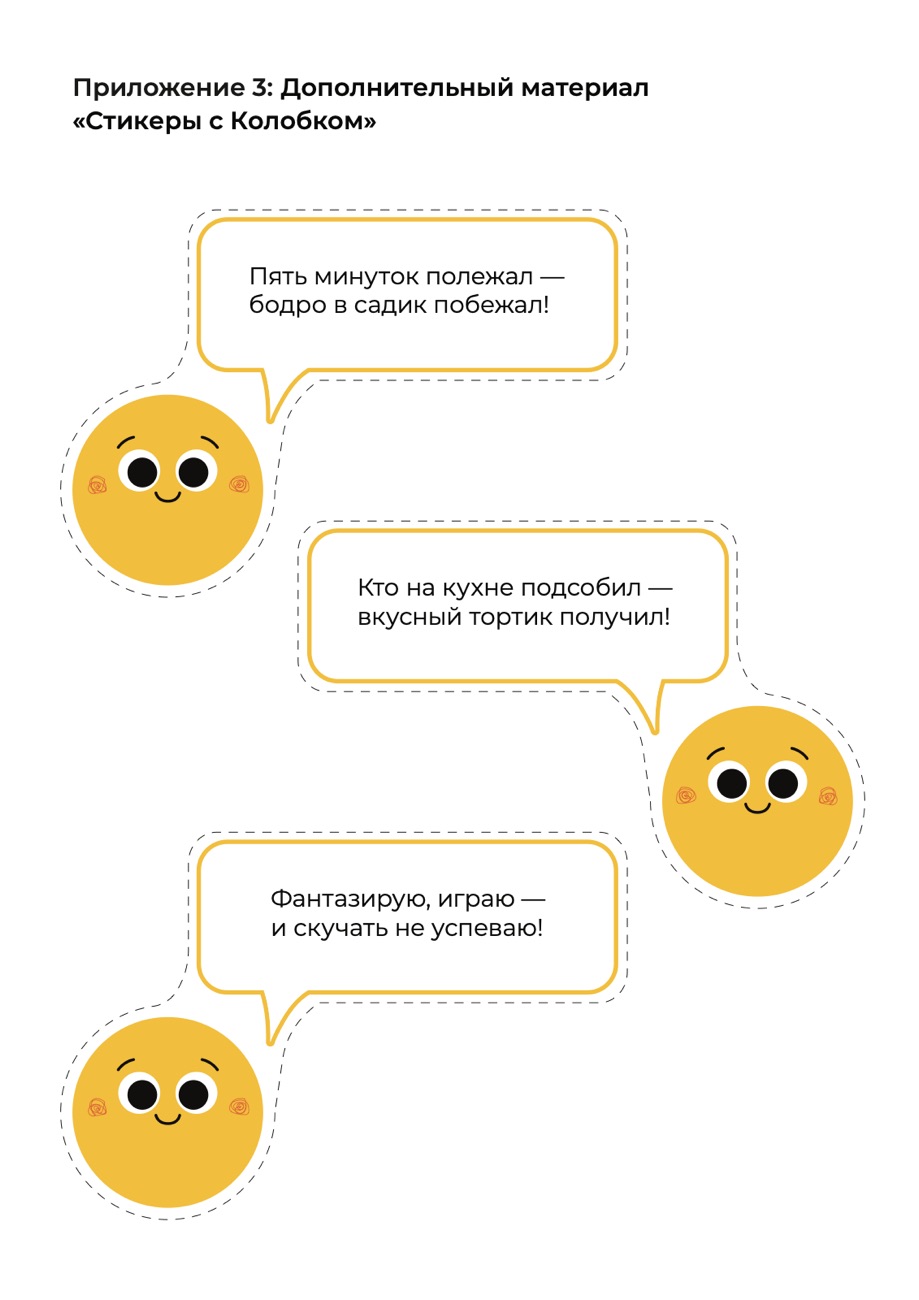 Приложение 3: Дополнительный материал
«Стикеры с Колобком»
Пять минуток полежал —
бодро в садик побежал!
Кто на кухне подсобил —
вкусный тортик получил!
Фантазирую, играю —
и скучать не успеваю!